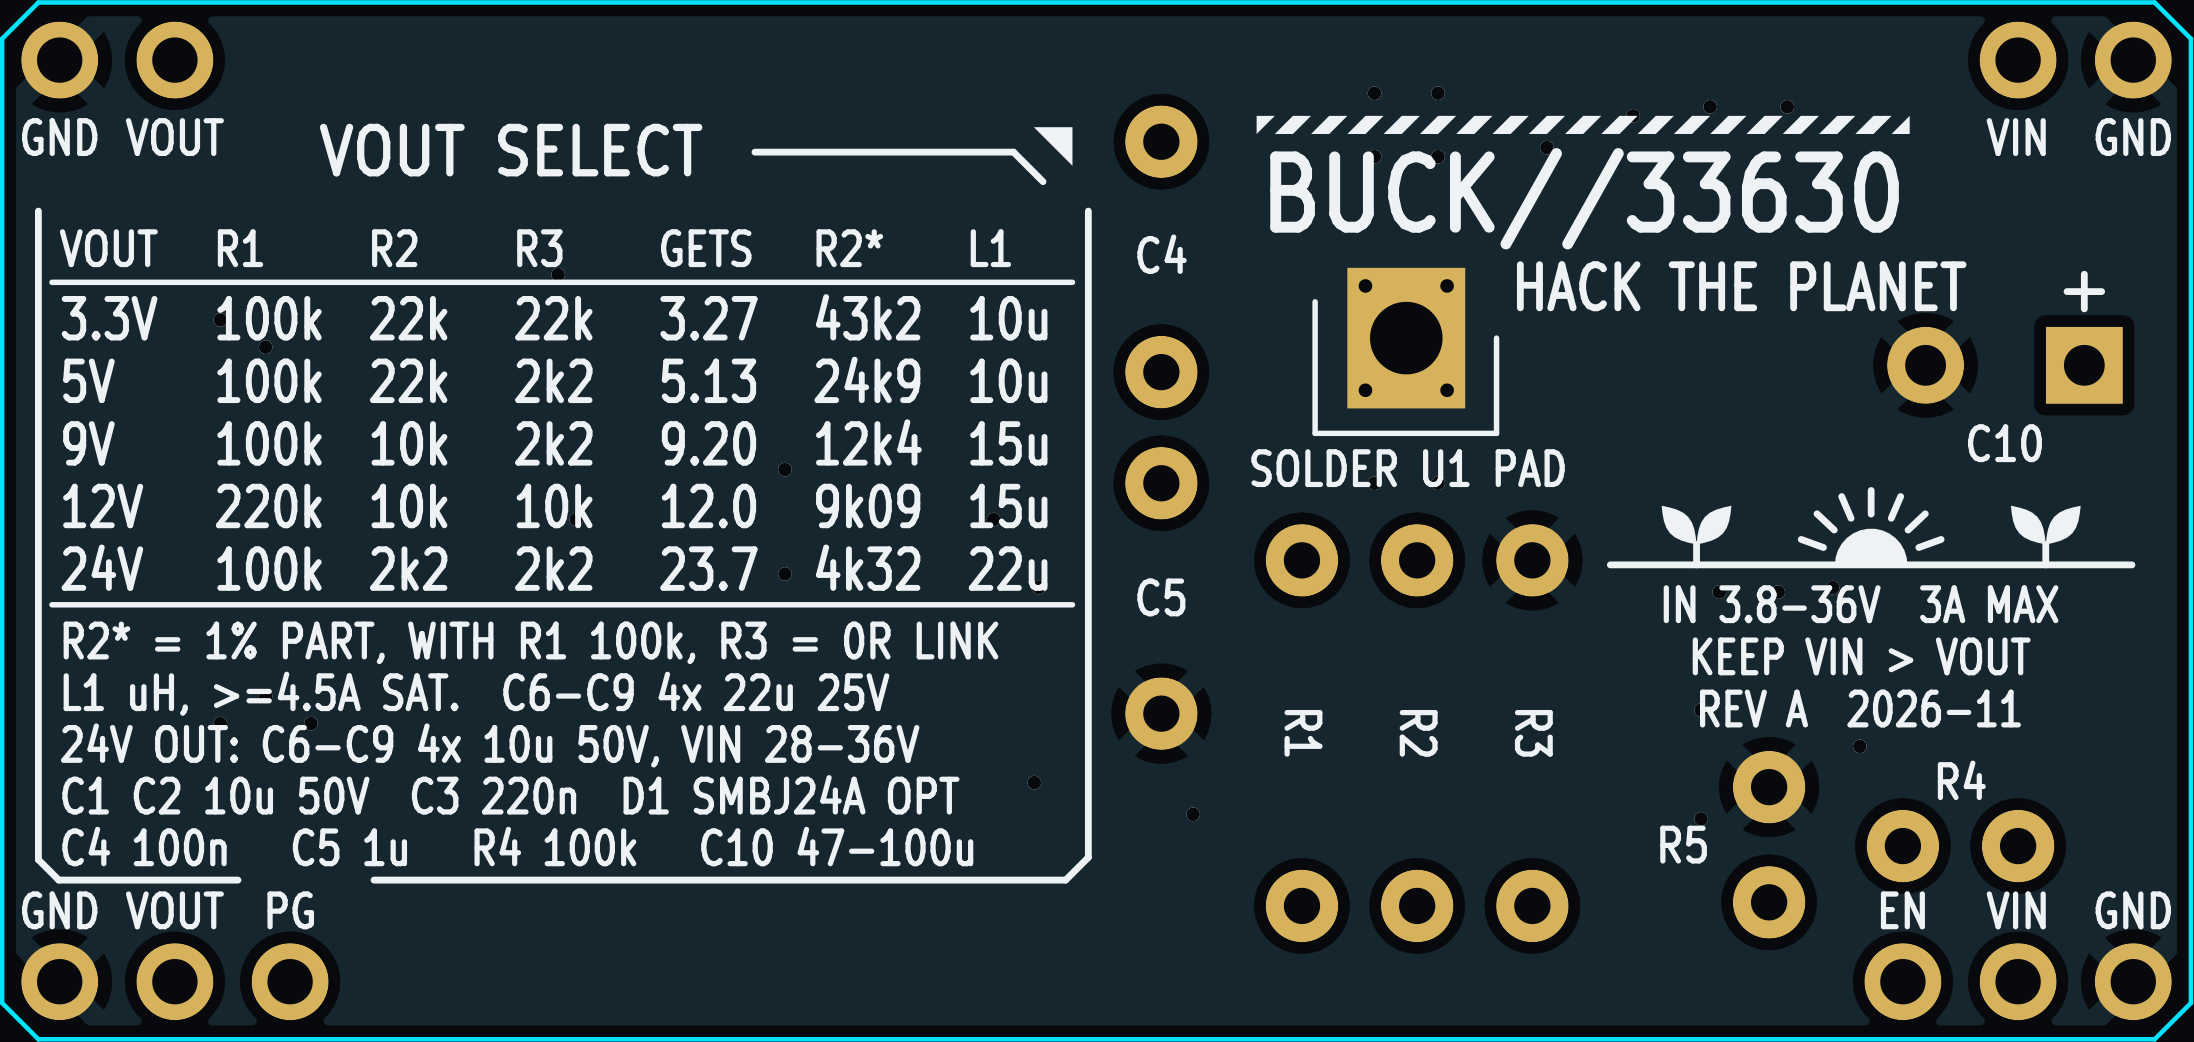 GND VOUT
VIN GND
VOUT SELECT
VOUT R1 R2 R3 GETS R2* L1
3.3V 100k 22k 22k 3.27 43k2 10u
5V 100k 22k 2k2 5.13 24k9 10u
9V 100k 10k 2k2 9.20 12k4 15u
12V 220k 10k 10k 12.0 9k09 15u
24V 100k 2k2 2k2 23.7 4k32 22u
R2* = 1% PART, WITH R1 100k, R3 = 0R LINK
L1 uH, >=4.5A SAT. C6-C9 4x 22u 25V
24V OUT: C6-C9 4x 10u 50V, VIN 28-36V
C1 C2 10u 50V C3 220n D1 SMBJ24A OPT
C4 100n C5 1u R4 100k C10 47-100u
GND VOUT PG
C4
C5
BUCK//33630
HACK THE PLANET
+
C10
SOLDER U1 PAD
IN 3.8-36V 3A MAX
KEEP VIN > VOUT
REV A 2026-11
R1
R2
R3
R4
R5
EN VIN GND